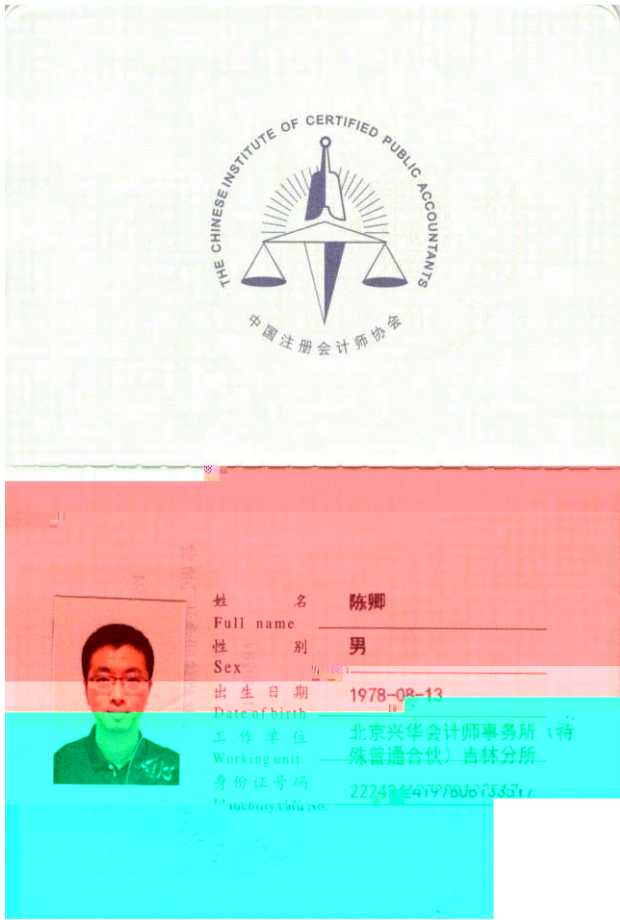 THE CHINESE INSTITUTE OF CERTIFIED PUBLIC ACCOUNTANTS
中国注册会计师协会
姓 名 陈卿
Full name
性 别 男
Sex
出生日期 1978-08-13
Date of birth
工作单位 北京兴华会计师事务所（特
Working unit 殊普通合伙）吉林分所
身份证号码